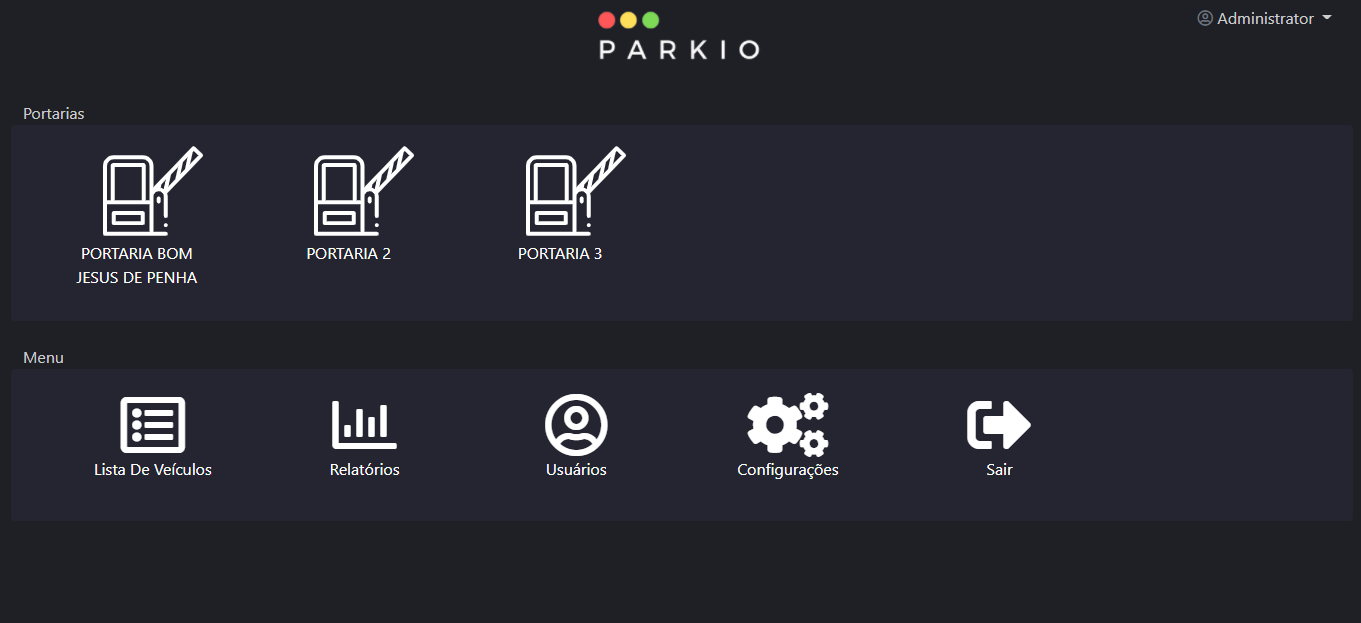 Administrator
PARKIO
Portarias
PORTARIA BOM
JESUS DE PENHA
PORTARIA 2
PORTARIA 3
Menu
Lista De Veículos
Relatórios
Usuários
Configurações
Sair